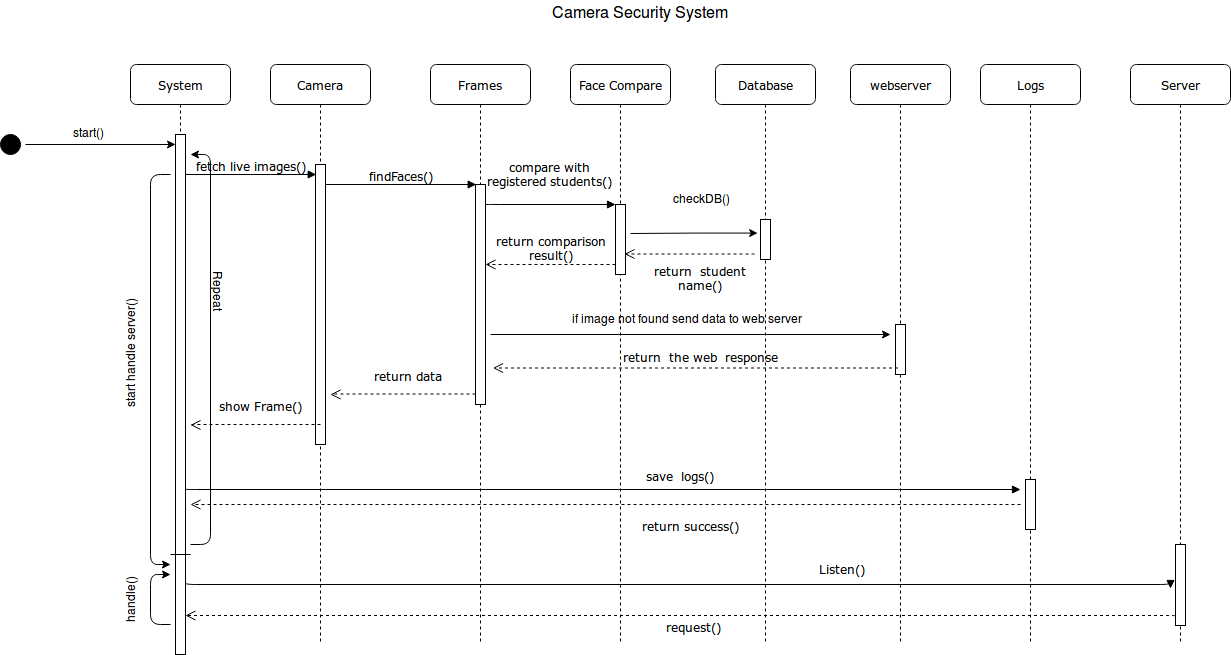 Camera Security System
System
Camera
Frames
Face Compare
Database
webserver
Logs
Server
start()
fetch live images()
findFaces()
compare with
registered students()
checkDB()
return comparison
result()
return student
name()
Repeat
start handle server()
if image not found send data to web server
return the web response
return data
show Frame()
save logs()
return success()
Listen()
handle()
request()